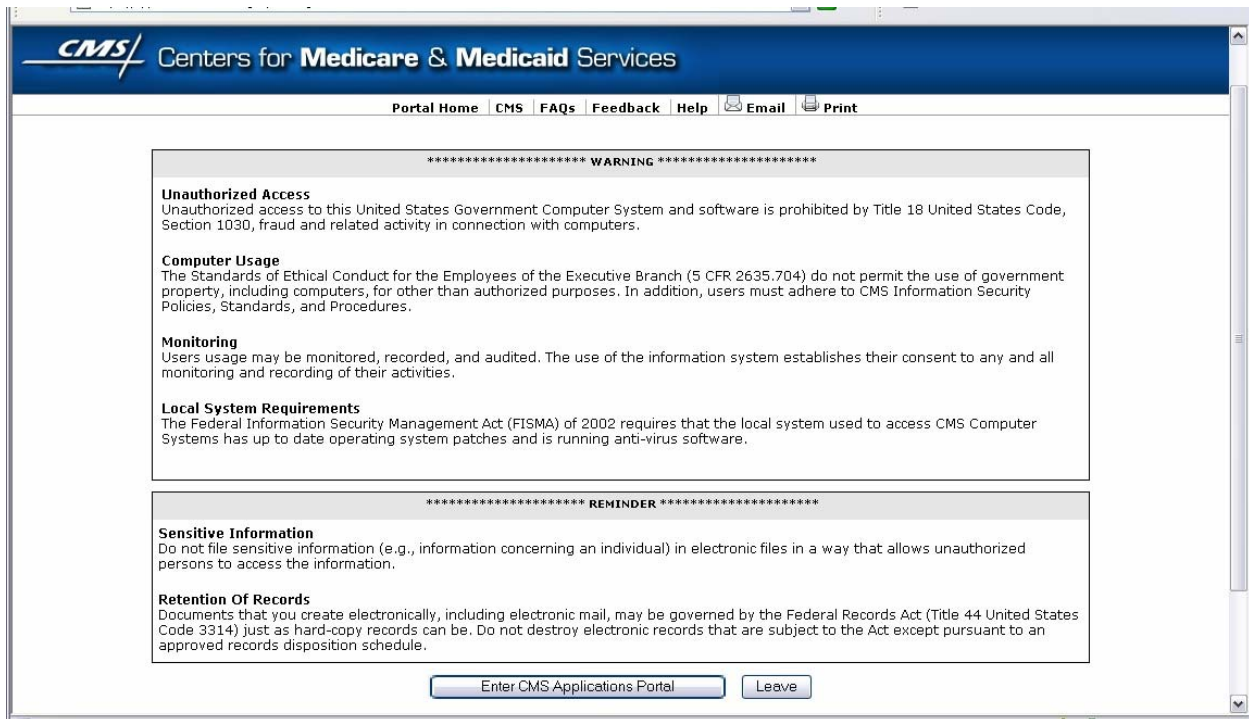 CMS Centers for Medicare & Medicaid Services
Portal Home CMS FAQs Feedback Help Email Print
********************* WARNING *********************
Unauthorized Access
Unauthorized access to this United States Government Computer System and software is prohibited by Title 18 United States Code,
Section 1030, fraud and related activity in connection with computers.
Computer Usage
The Standards of Ethical Conduct for the Employees of the Executive Branch (5 CFR 2635.704) do not permit the use of government
property, including computers, for other than authorized purposes. In addition, users must adhere to CMS Information Security
Policies, Standards, and Procedures.
Monitoring
Users usage may be monitored, recorded, and audited. The use of the information system establishes their consent to any and all
monitoring and recording of their activities.
Local System Requirements
The Federal Information Security Management Act (FISMA) of 2002 requires that the local system used to access CMS Computer
Systems has up to date operating system patches and is running anti-virus software.
********************* REMINDER *********************
Sensitive Information
Do not file sensitive information (e.g., information concerning an individual) in electronic files in a way that allows unauthorized
persons to access the information.
Retention Of Records
Documents that you create electronically, including electronic mail, may be governed by the Federal Records Act (Title 44 United States
Code 3314) just as hard-copy records can be. Do not destroy electronic records that are subject to the Act except pursuant to an
approved records disposition schedule.
Enter CMS Applications Portal Leave